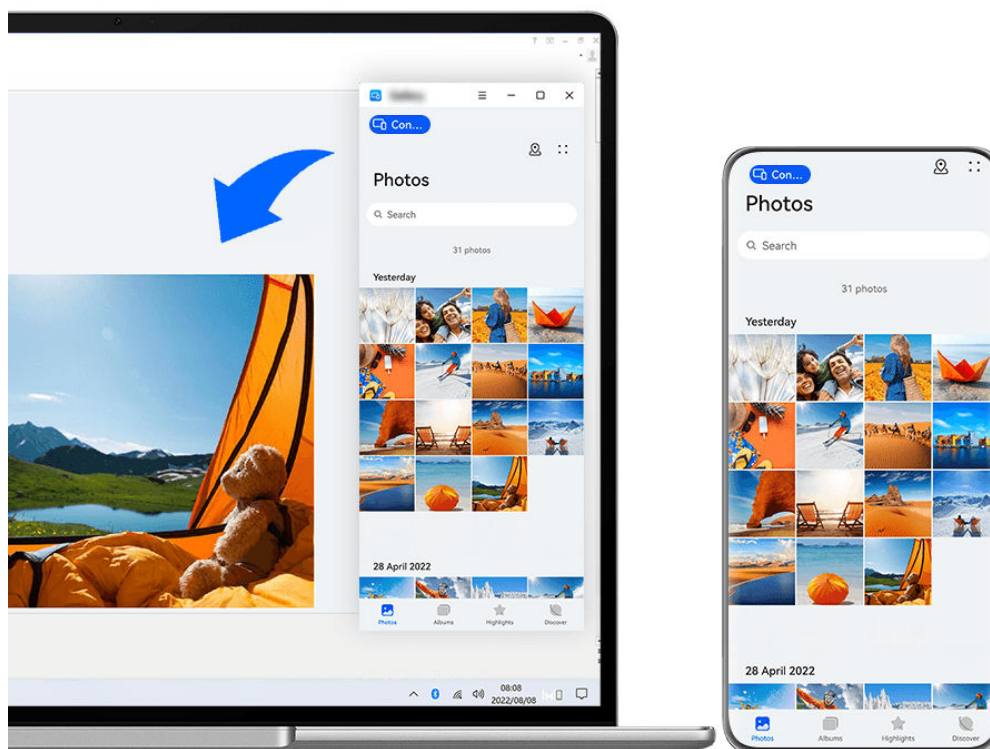 Con...
Photos
Search
31 photos
Yesterday
28 April 2022
Photos Albums Highlights Discover
08:08
2022/08/08
Con...
Photos
Search
31 photos
Yesterday
28 April 2022
Photos Albums Highlights Discover